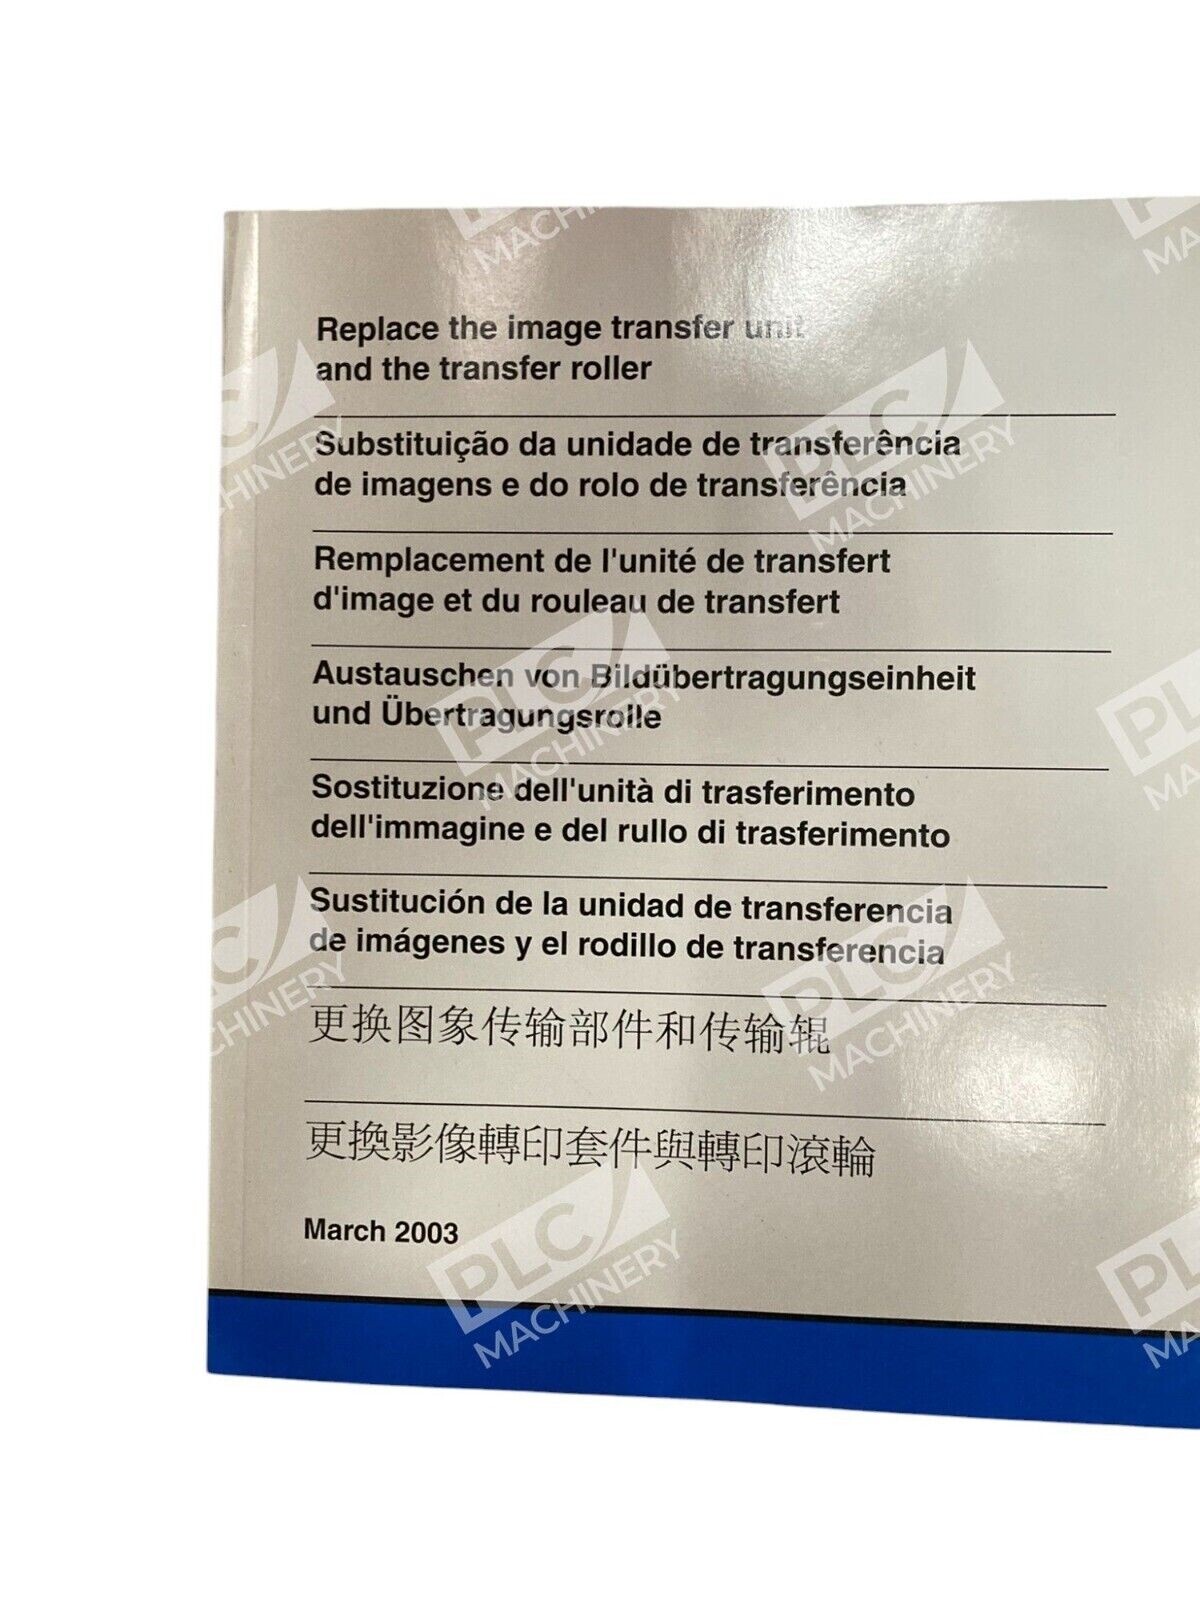 Replace the image transfer unit
and the transfer roller
Substituição da unidade de transferência
de imagens e do rolo de transferência
Remplacement de l'unité de transfert
d'image et du rouleau de transfert
Austauschen von Bildübertragungseinheit
und Übertragungsrolle
Sostituzione dell'unità di trasferimento
dell'immagine e del rullo di trasferimento
Sustitución de la unidad de transferencia
de imágenes y el rodillo de transferencia
更换图象传输部件和传输辊
更換影像轉印套件與轉印滾輪
March 2003
PLC
MACHINERY